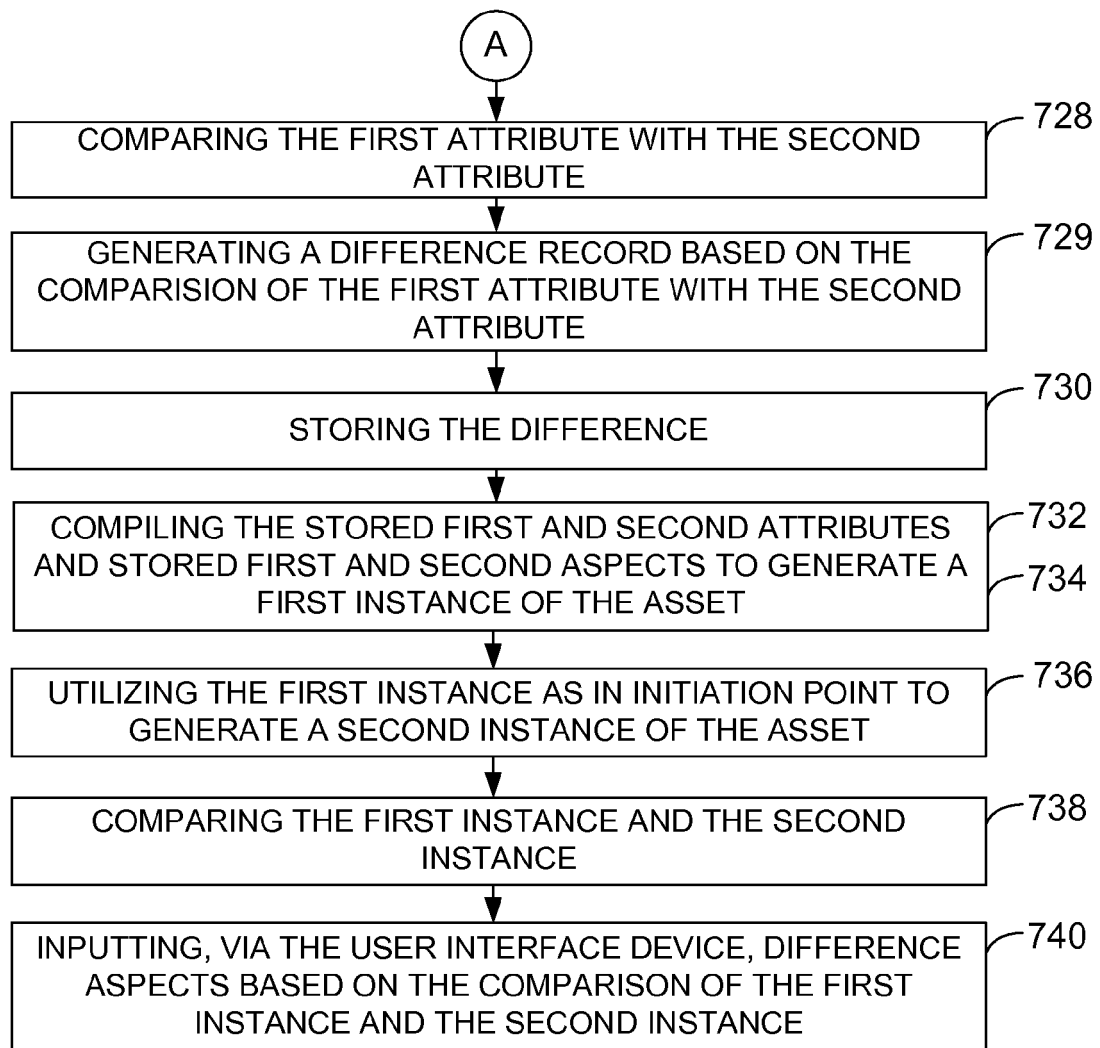 A
728
COMPARING THE FIRST ATTRIBUTE WITH THE SECOND
ATTRIBUTE
729
GENERATING A DIFFERENCE RECORD BASED ON THE
COMPARISION OF THE FIRST ATTRIBUTE WITH THE SECOND
ATTRIBUTE
730
STORING THE DIFFERENCE
732
COMPILING THE STORED FIRST AND SECOND ATTRIBUTES
AND STORED FIRST AND SECOND ASPECTS TO GENERATE A
734
FIRST INSTANCE OF THE ASSET
736
UTILIZING THE FIRST INSTANCE AS IN INITIATION POINT TO
GENERATE A SECOND INSTANCE OF THE ASSET
738
COMPARING THE FIRST INSTANCE AND THE SECOND
INSTANCE
740
INPUTTING, VIA THE USER INTERFACE DEVICE, DIFFERENCE
ASPECTS BASED ON THE COMPARISON OF THE FIRST
INSTANCE AND THE SECOND INSTANCE